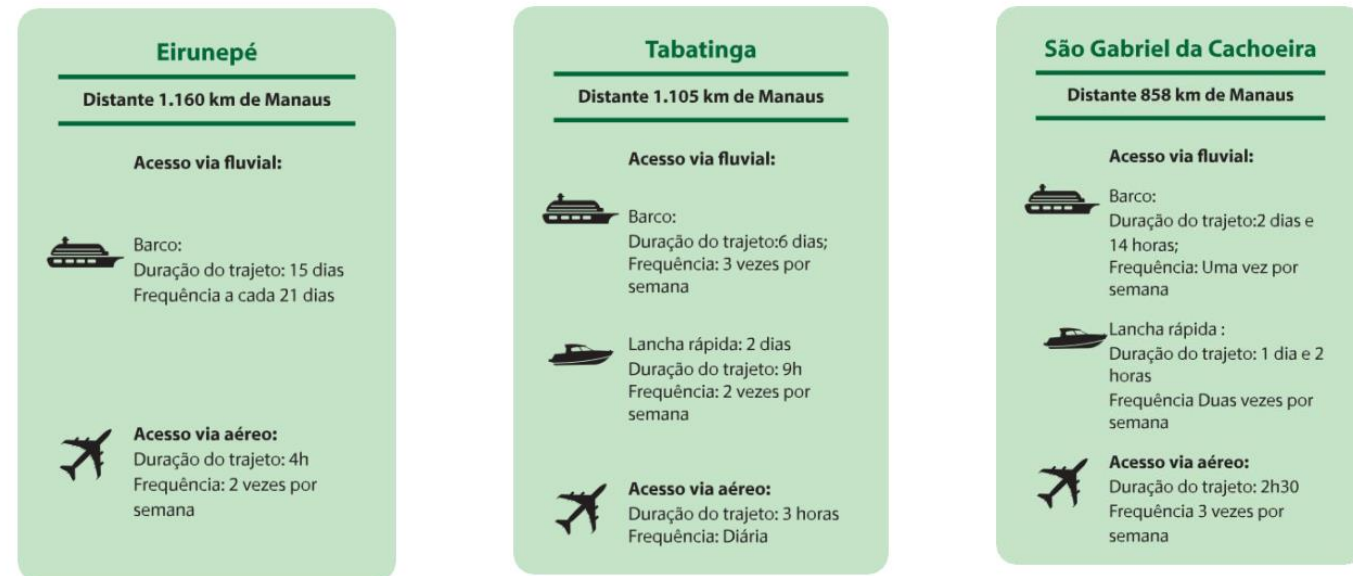 Eirunepé
Distante 1.160 km de Manaus
Acesso via fluvial:
Barco:
Duração do trajeto: 15 dias
Frequência a cada 21 dias
Acesso via aéreo:
Duração do trajeto: 4h
Frequência: 2 vezes por
semana
Tabatinga
Distante 1.105 km de Manaus
Acesso via fluvial:
Barco:
Duração do trajeto:6 dias;
Frequência: 3 vezes por
semana
Lancha rápida: 2 dias
Duração do trajeto: 9h
Frequência: 2 vezes por
semana
Acesso via aéreo:
Duração do trajeto: 3 horas
Frequência: Diária
São Gabriel da Cachoeira
Distante 858 km de Manaus
Acesso via fluvial:
Barco:
Duração do trajeto:2 dias e
14 horas;
Frequência: Uma vez por
semana
Lancha rápida :
Duração do trajeto: 1 dia e 2
horas
Frequência Duas vezes por
semana
Acesso via aéreo:
Duração do trajeto: 2h30
Frequência 3 vezes por
semana